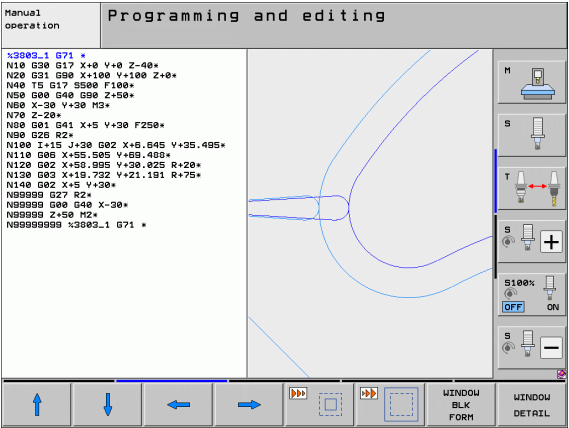 Manual
operation
Programming and editing
%3803_1 G71 *
N10 G30 G17 X+0 Y+0 Z-40*
N20 G31 G90 X+100 Y+100 Z+0*
N40 T5 G17 S500 F100*
N50 G00 G40 G90 Z+50*
N60 X-30 Y+30 M3*
N70 Z-20*
N80 G01 G41 X+5 Y+30 F250*
N90 G26 R2*
N100 I+15 J+30 G02 X+6.645 Y+35.495*
N110 G06 X+55.505 Y+69.488*
N120 G02 X+58.995 Y+30.025 R+20*
N130 G03 X+19.732 Y+21.191 R+75*
N140 G02 X+5 Y+30*
N99999 G27 R2*
N99999 G00 G40 X-30*
N99999 Z+50 M2*
N99999999 %3803_1 G71 *
M
S
T
S
S100%
OFF ON
S
WINDOW
BLK
FORM
WINDOW
DETAIL